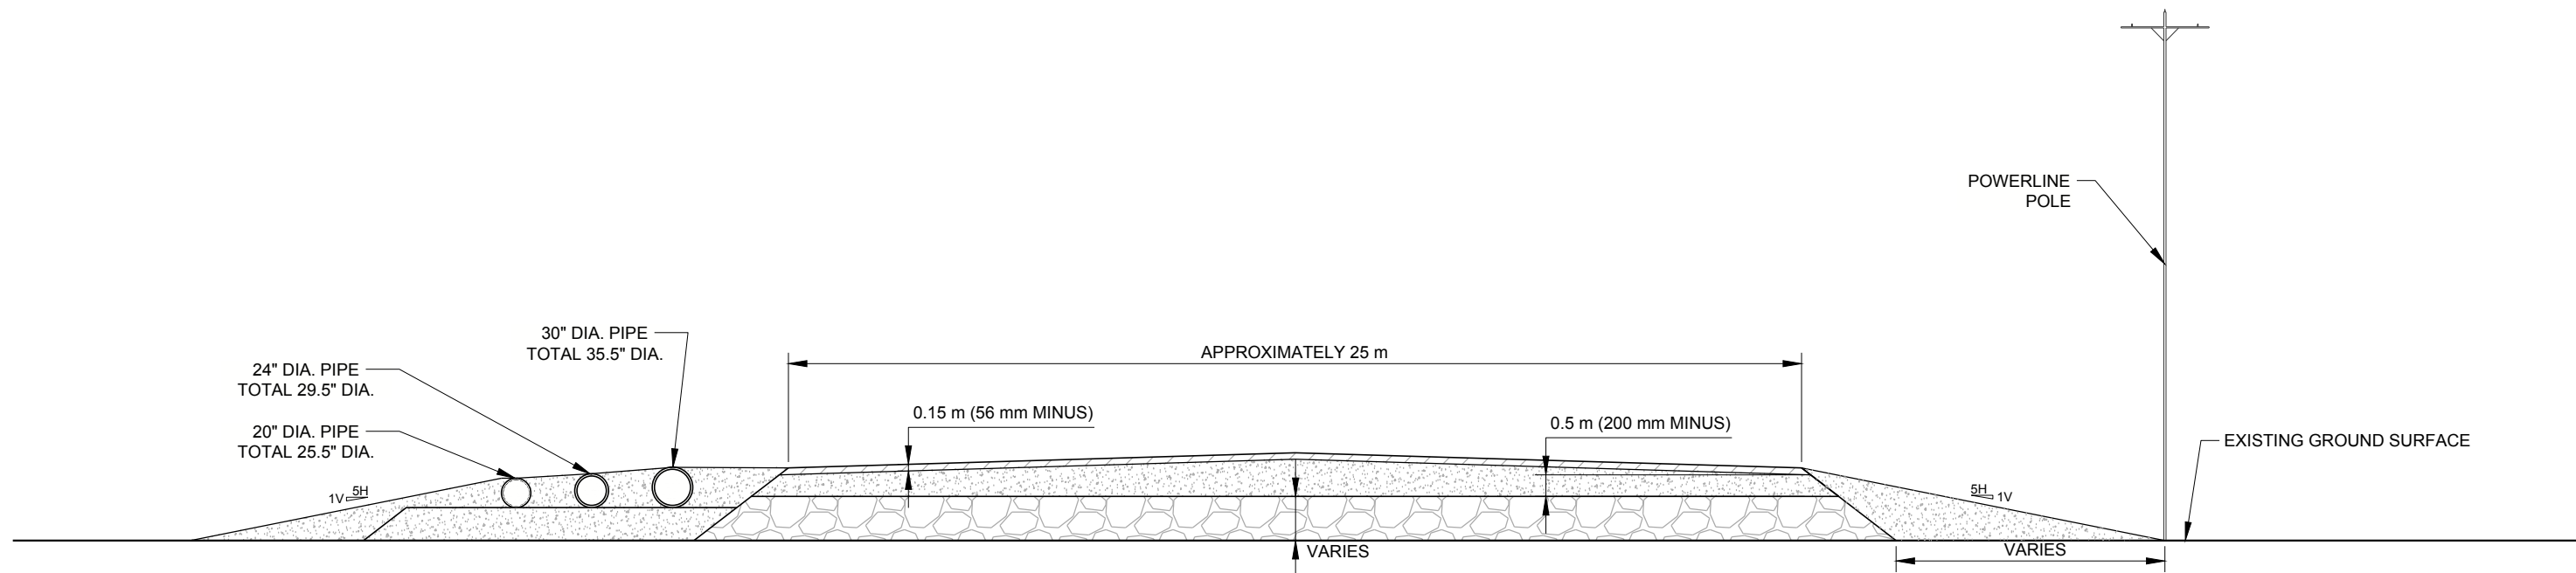 POWERLINE
POLE
30" DIA. PIPE
TOTAL 35.5" DIA.
APPROXIMATELY 25 m
24" DIA. PIPE
TOTAL 29.5" DIA.
0.15 m (56 mm MINUS)
0.5 m (200 mm MINUS)
20" DIA. PIPE
TOTAL 25.5" DIA.
EXISTING GROUND SURFACE
5H
1V
5H
1V
VARIES
VARIES